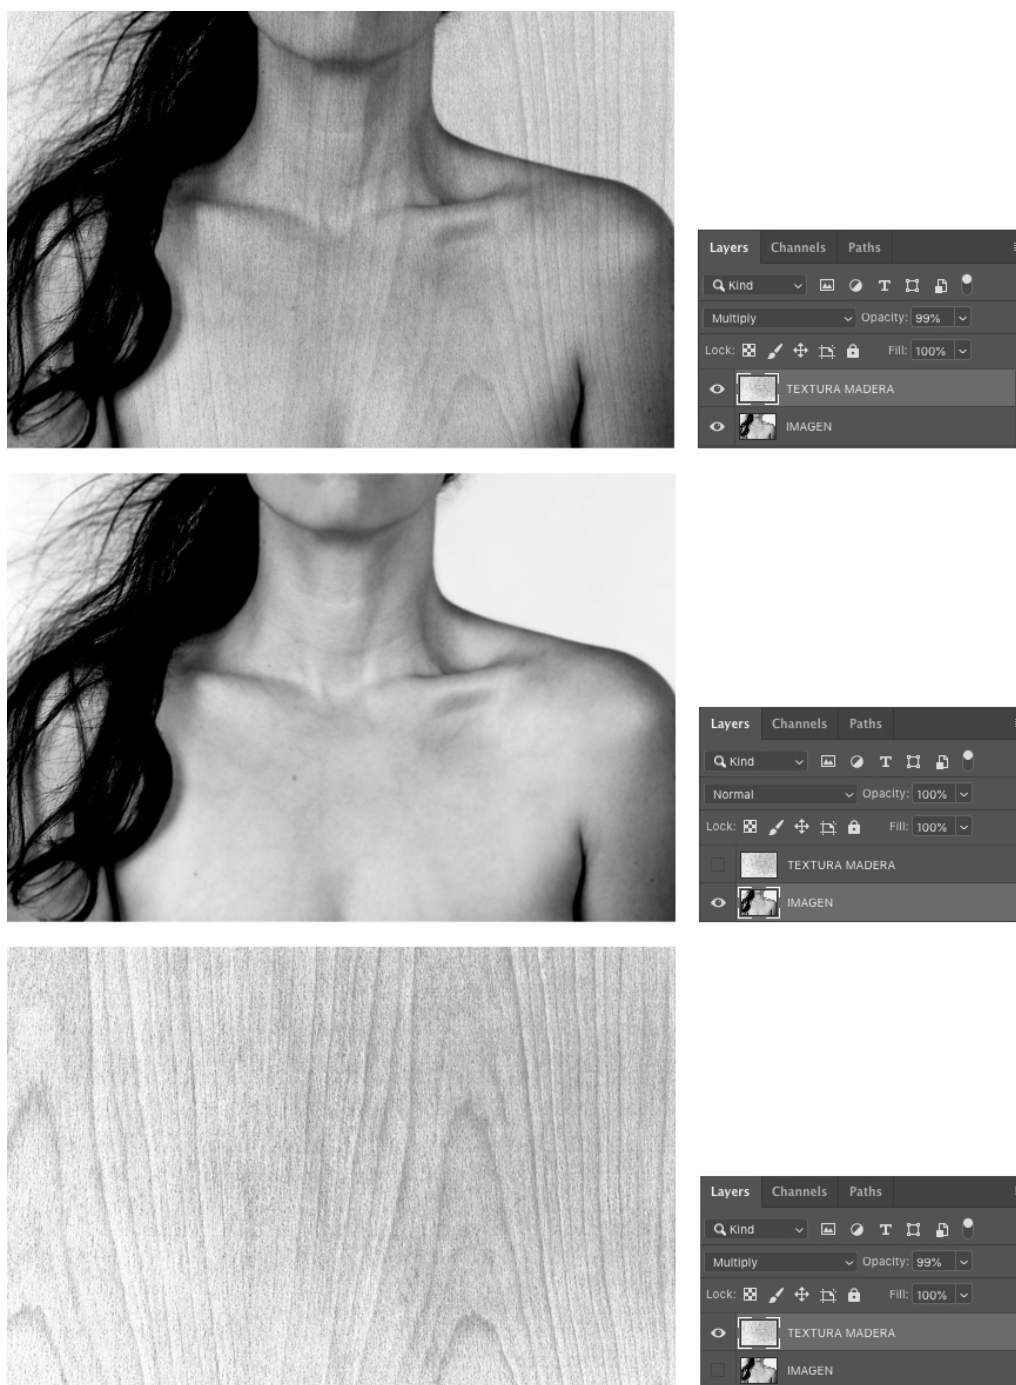 Layers Channels Paths
Kind
Multiply Opacity: 99%
Lock: Fill: 100%
TEXTURA MADERA
IMAGEN
Layers Channels Paths
Kind
Normal Opacity: 100%
Lock: Fill: 100%
TEXTURA MADERA
IMAGEN
Layers Channels Paths
Kind
Multiply Opacity: 99%
Lock: Fill: 100%
TEXTURA MADERA
IMAGEN